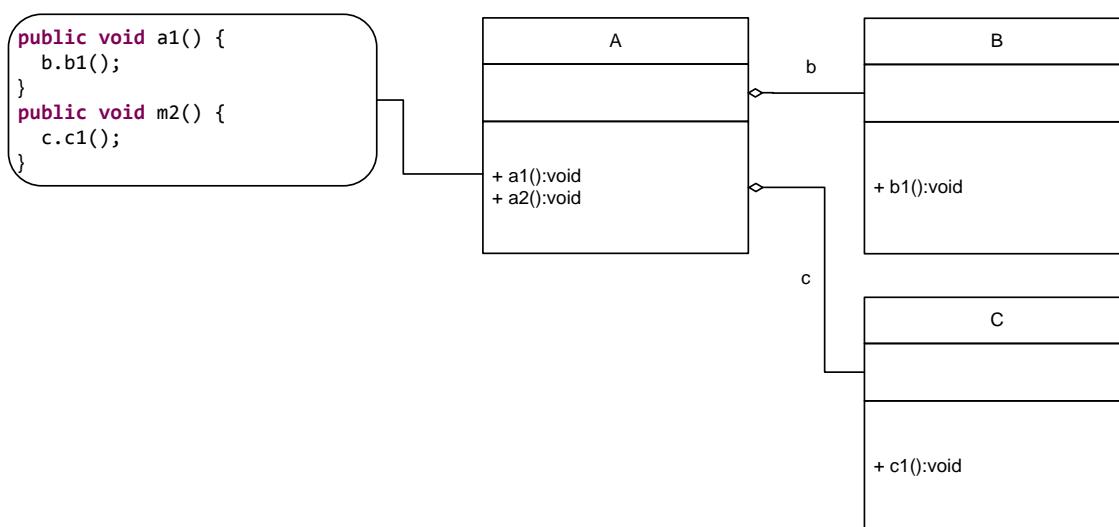 public void a1() {
b.b1();
}
public void m2() {
c.c1();
}
A
+ a1():void
+ a2():void
b
B
+ b1():void
c
C
+ c1():void